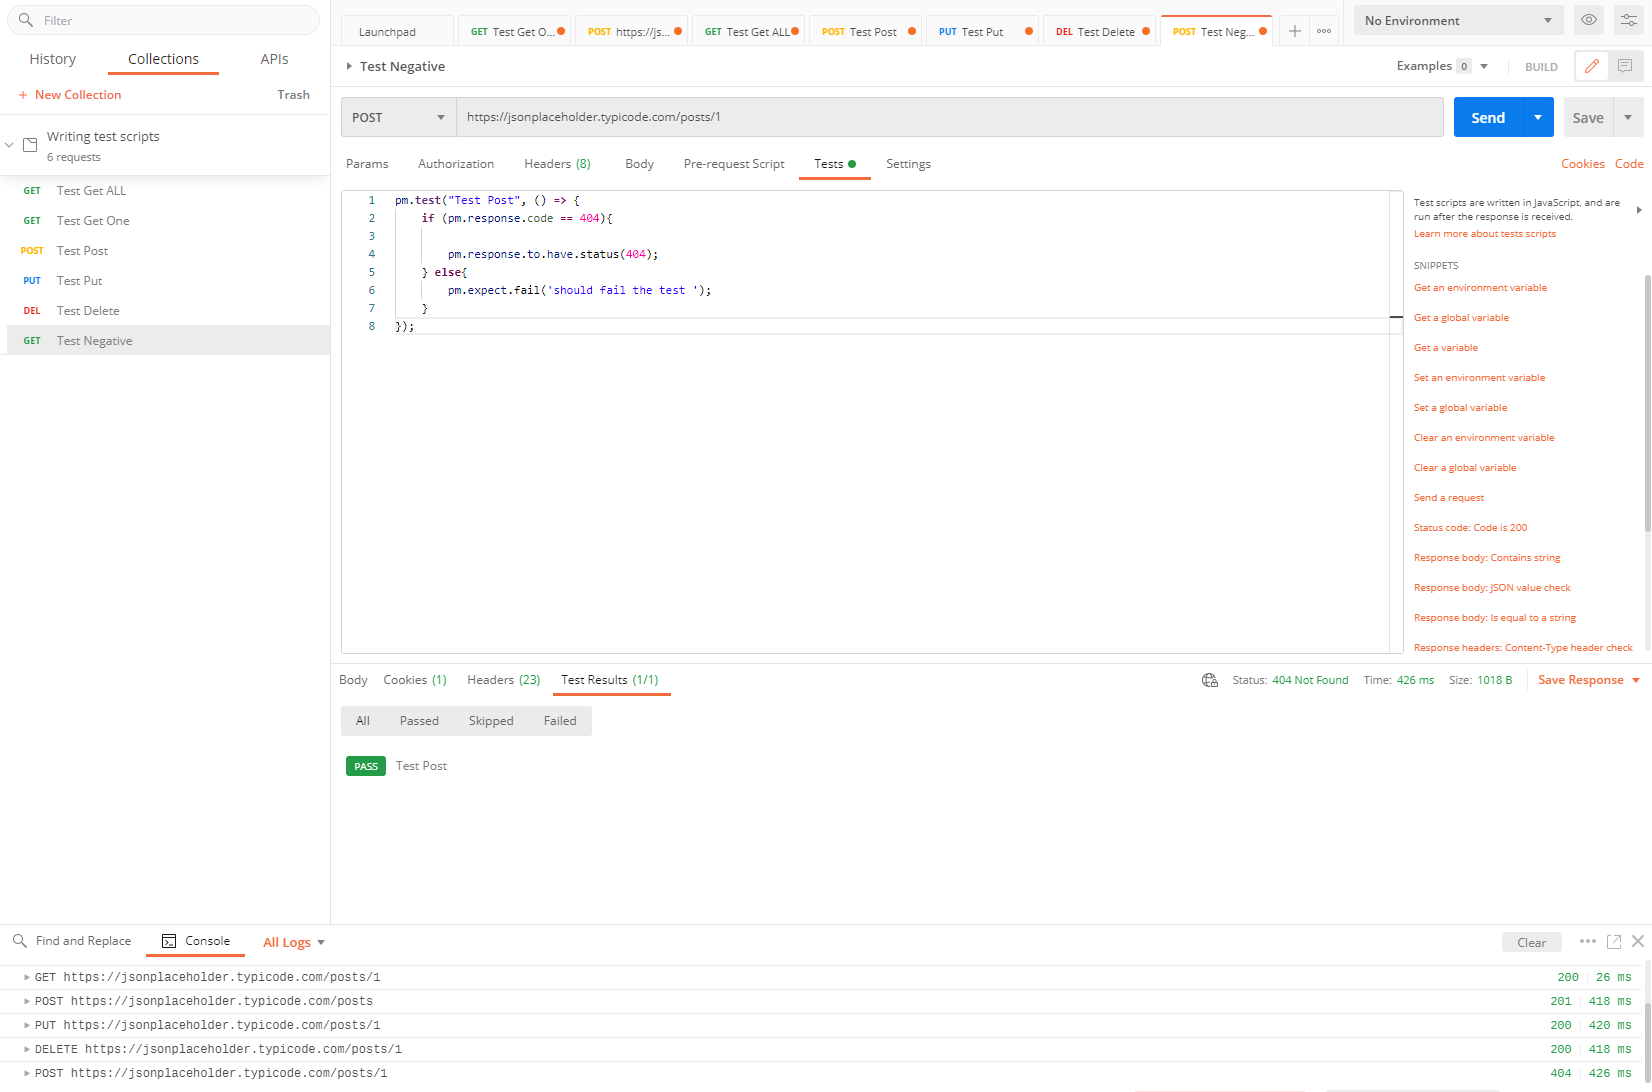 Filter
History
Collections
APIs
+ New Collection
Trash
Writing test scripts
6 requests
GET Test Get ALL
GET Test Get One
POST Test Post
PUT Test Put
DEL Test Delete
GET Test Negative
Launchpad
GET Test Get O...
POST https://js...
GET Test Get ALL
POST Test Post
PUT Test Put
DEL Test Delete
POST Test Neg...
No Environment
Test Negative
Examples 0
BUILD
POST
https://jsonplaceholder.typicode.com/posts/1
Send
Save
Params
Authorization
Headers (8)
Body
Pre-request Script
Tests
Settings
Cookies
Code
1 pm.test("Test Post", () => {
2 if (pm.response.code == 404){
3
4 pm.response.to.have.status(404);
5 } else{
6 pm.expect.fail('should fail the test ');
7 }
8 });
Test scripts are written in JavaScript, and are
run after the response is received.
Learn more about tests scripts
SNIPPETS
Get an environment variable
Get a global variable
Get a variable
Set an environment variable
Set a global variable
Clear an environment variable
Clear a global variable
Send a request
Status code: Code is 200
Response body: Contains string
Response body: JSON value check
Response body: Is equal to a string
Response headers: Content-Type header check
Body
Cookies (1)
Headers (23)
Test Results (1/1)
Status: 404 Not Found
Time: 426 ms
Size: 1018 B
Save Response
All
Passed
Skipped
Failed
PASS Test Post
Find and Replace
Console
All Logs
Clear
GET https://jsonplaceholder.typicode.com/posts/1 200 26 ms
POST https://jsonplaceholder.typicode.com/posts 201 418 ms
PUT https://jsonplaceholder.typicode.com/posts/1 200 420 ms
DELETE https://jsonplaceholder.typicode.com/posts/1 200 418 ms
POST https://jsonplaceholder.typicode.com/posts/1 404 426 ms